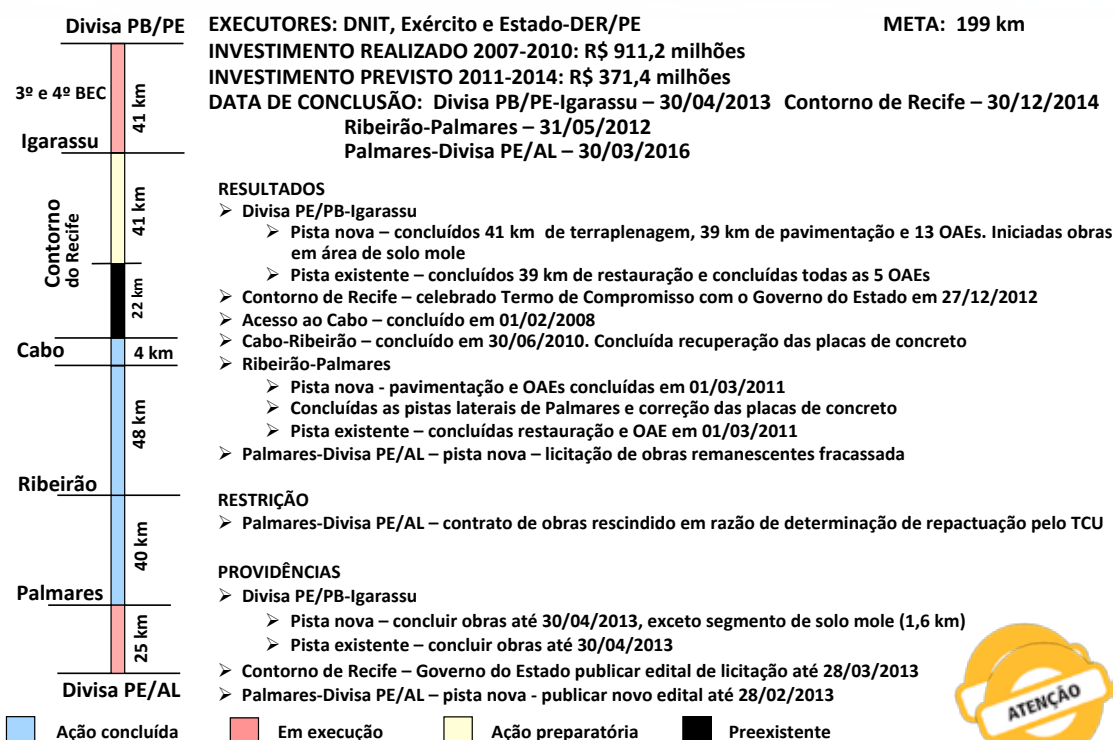 Divisa PB/PE
3º e 4º BEC
41 km
Igarassu
Contorno
do Recife
41 km
22 km
Cabo
4 km
48 km
Ribeirão
40 km
Palmares
25 km
Divisa PE/AL
EXECUTORES: DNIT, Exército e Estado-DER/PE META: 199 km
INVESTIMENTO REALIZADO 2007-2010: R$ 911,2 milhões
INVESTIMENTO PREVISTO 2011-2014: R$ 371,4 milhões
DATA DE CONCLUSÃO: Divisa PB/PE-Igarassu – 30/04/2013 Contorno de Recife – 30/12/2014
Ribeirão-Palmares – 31/05/2012
Palmares-Divisa PE/AL – 30/03/2016
RESULTADOS
➢ Divisa PE/PB-Igarassu
➢ Pista nova – concluídos 41 km de terraplenagem, 39 km de pavimentação e 13 OAEs. Iniciadas obras
em área de solo mole
➢ Pista existente – concluídos 39 km de restauração e concluídas todas as 5 OAEs
➢ Contorno de Recife – celebrado Termo de Compromisso com o Governo do Estado em 27/12/2012
➢ Acesso ao Cabo – concluído em 01/02/2008
➢ Cabo-Ribeirão – concluído em 30/06/2010. Concluída recuperação das placas de concreto
➢ Ribeirão-Palmares
➢ Pista nova - pavimentação e OAEs concluídas em 01/03/2011
➢ Concluídas as pistas laterais de Palmares e correção das placas de concreto
➢ Pista existente – concluídas restauração e OAE em 01/03/2011
➢ Palmares-Divisa PE/AL – pista nova – licitação de obras remanescentes fracassada
RESTRIÇÃO
➢ Palmares-Divisa PE/AL – contrato de obras rescindido em razão de determinação de repactuação pelo TCU
PROVIDÊNCIAS
➢ Divisa PE/PB-Igarassu
➢ Pista nova – concluir obras até 30/04/2013, exceto segmento de solo mole (1,6 km)
➢ Pista existente – concluir obras até 30/04/2013
➢ Contorno de Recife – Governo do Estado publicar edital de licitação até 28/03/2013
➢ Palmares-Divisa PE/AL – pista nova - publicar novo edital até 28/02/2013
ATENÇÃO
Ação concluída Em execução Ação preparatória Preexistente